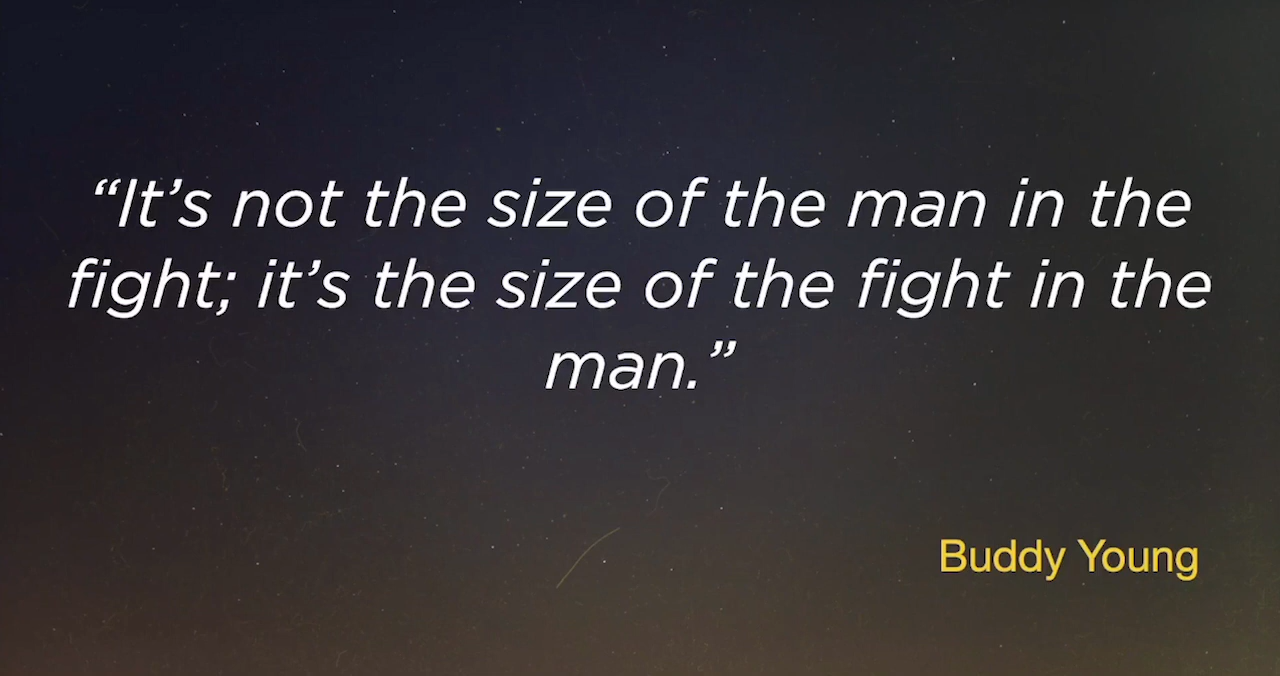 “It’s not the size of the man in the
fight; it’s the size of the fight in the
man.”
Buddy Young